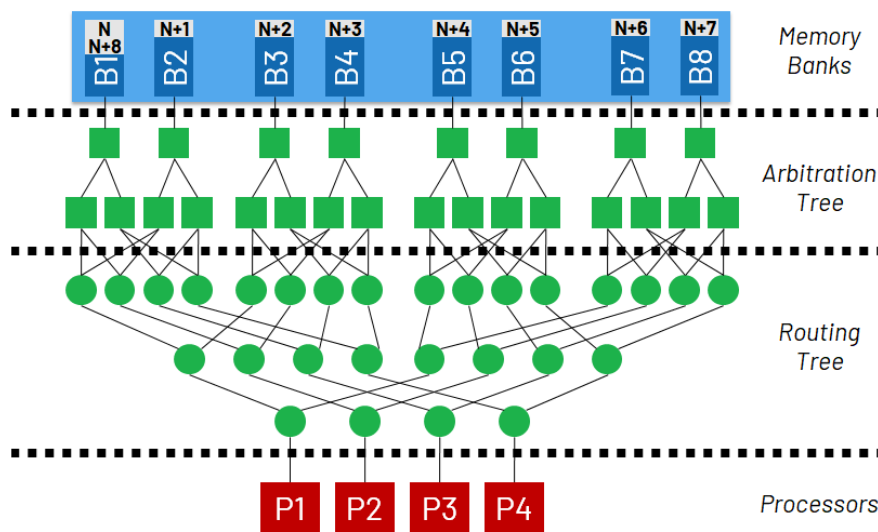 N N+1 N+2 N+3 N+4 N+5 N+6 N+7
N+8
B1 B2 B3 B4 B5 B6 B7 B8
Memory
Banks
Arbitration
Tree
Routing
Tree
P1 P2 P3 P4
Processors